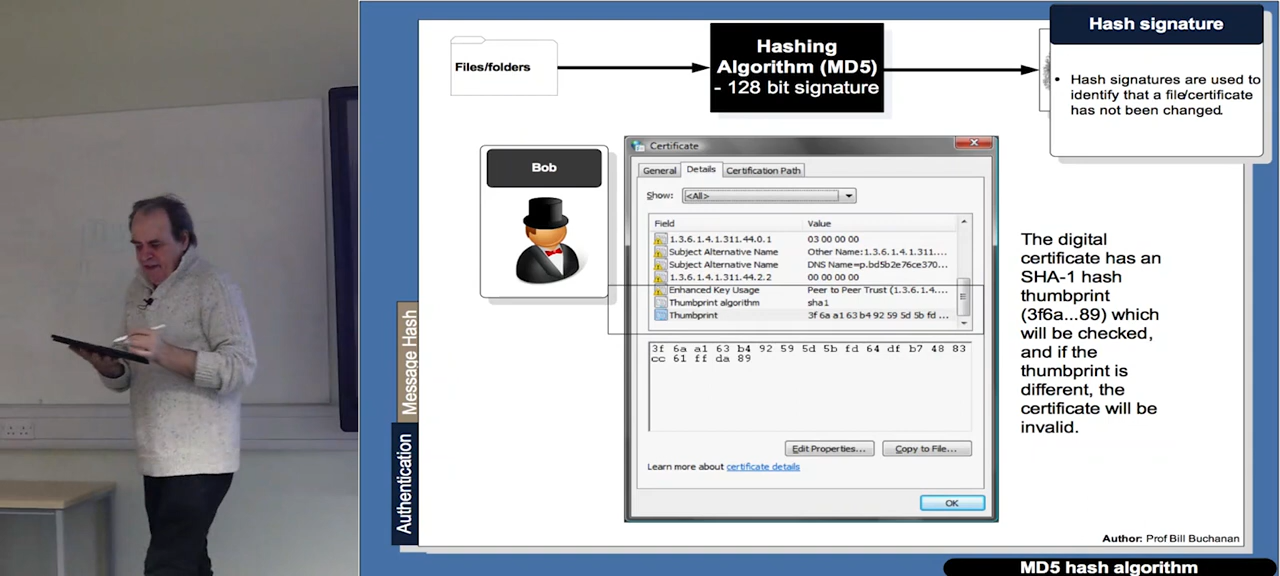 Files/folders
Hashing
Algorithm (MD5)
- 128 bit signature
Hash signature
• Hash signatures are used to
identify that a file/certificate
has not been changed.
Bob
Certificate
General Details Certification Path
Show: <All>
Field Value
1.3.6.1.4.1.311.44.0.1 03 00 00 00
Subject Alternative Name Other Name:1.3.6.1.4.1.311....
Subject Alternative Name DNS Name=p.bd5b2e76ce370...
1.3.6.1.4.1.311.44.2.2 00 00 00 00
Enhanced Key Usage Peer to Peer Trust (1.3.6.1.4....
Thumbprint algorithm sha1
Thumbprint 3f 6a a1 63 b4 92 59 5d 5b fd ...
3f 6a a1 63 b4 92 59 5d 5b fd 64 df b7 48 83
cc 61 ff da 89
Edit Properties... Copy to File...
Learn more about certificate details
OK
The digital
certificate has an
SHA-1 hash
thumbprint
(3f6a...89) which
will be checked,
and if the
thumbprint is
different, the
certificate will be
invalid.
Message Hash
Authentication
Author: Prof Bill Buchanan
MD5 hash algorithm